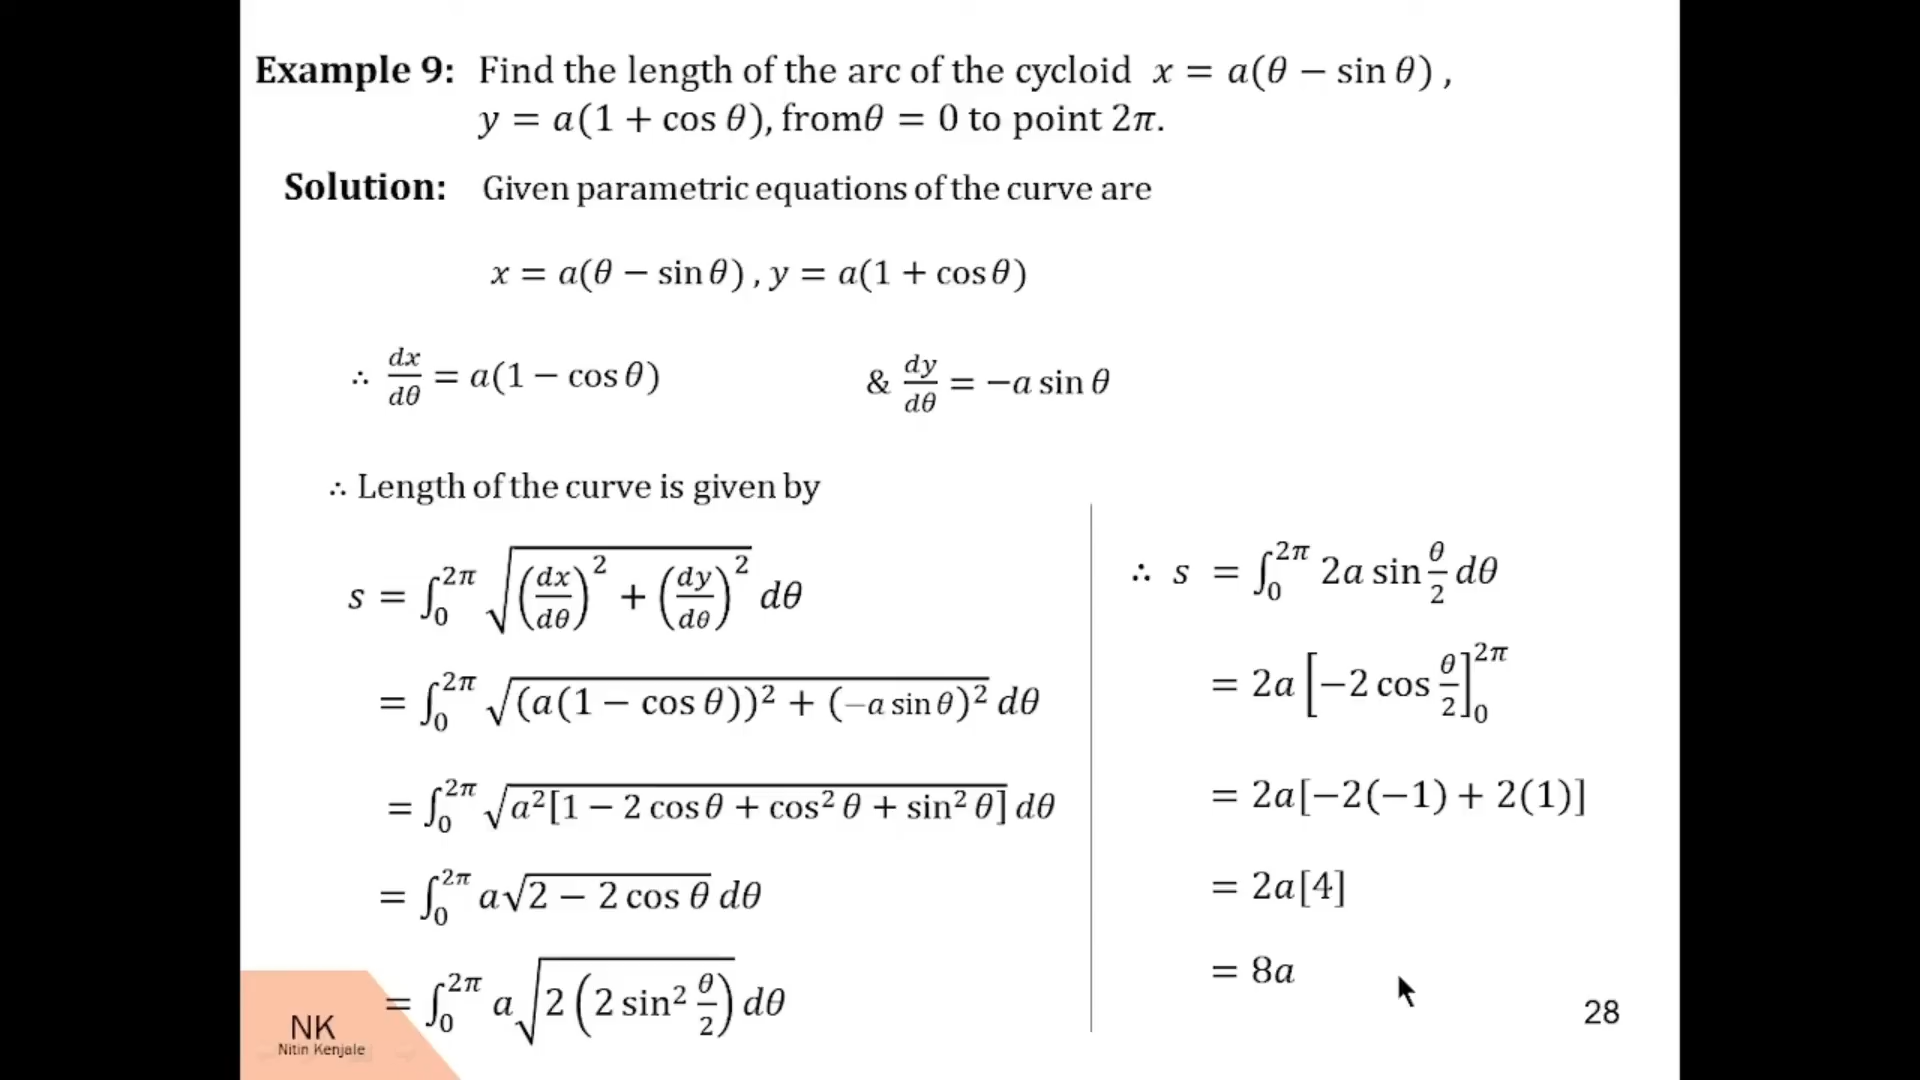 Example 9: Find the length of the arc of the cycloid x = a(θ − sin θ) ,
y = a(1 + cos θ), fromθ = 0 to point 2π.
Solution: Given parametric equations of the curve are
x = a(θ − sin θ) , y = a(1 + cos θ)
∴ dx/dθ = a(1 − cos θ) & dy/dθ = −a sin θ
∴ Length of the curve is given by
s = ∫₀^2π √((dx/dθ)² + (dy/dθ)²) dθ
= ∫₀^2π √((a(1 − cos θ))² + (−a sin θ)²) dθ
= ∫₀^2π √(a²[1 − 2 cos θ + cos² θ + sin² θ]) dθ
= ∫₀^2π a√(2 − 2 cos θ) dθ
= ∫₀^2π a√(2(2 sin² θ/2)) dθ
∴ s = ∫₀^2π 2a sin θ/2 dθ
= 2a [−2 cos θ/2]₀^2π
= 2a[−2(−1) + 2(1)]
= 2a[4]
= 8a
NK
Nitin Kenjale
28